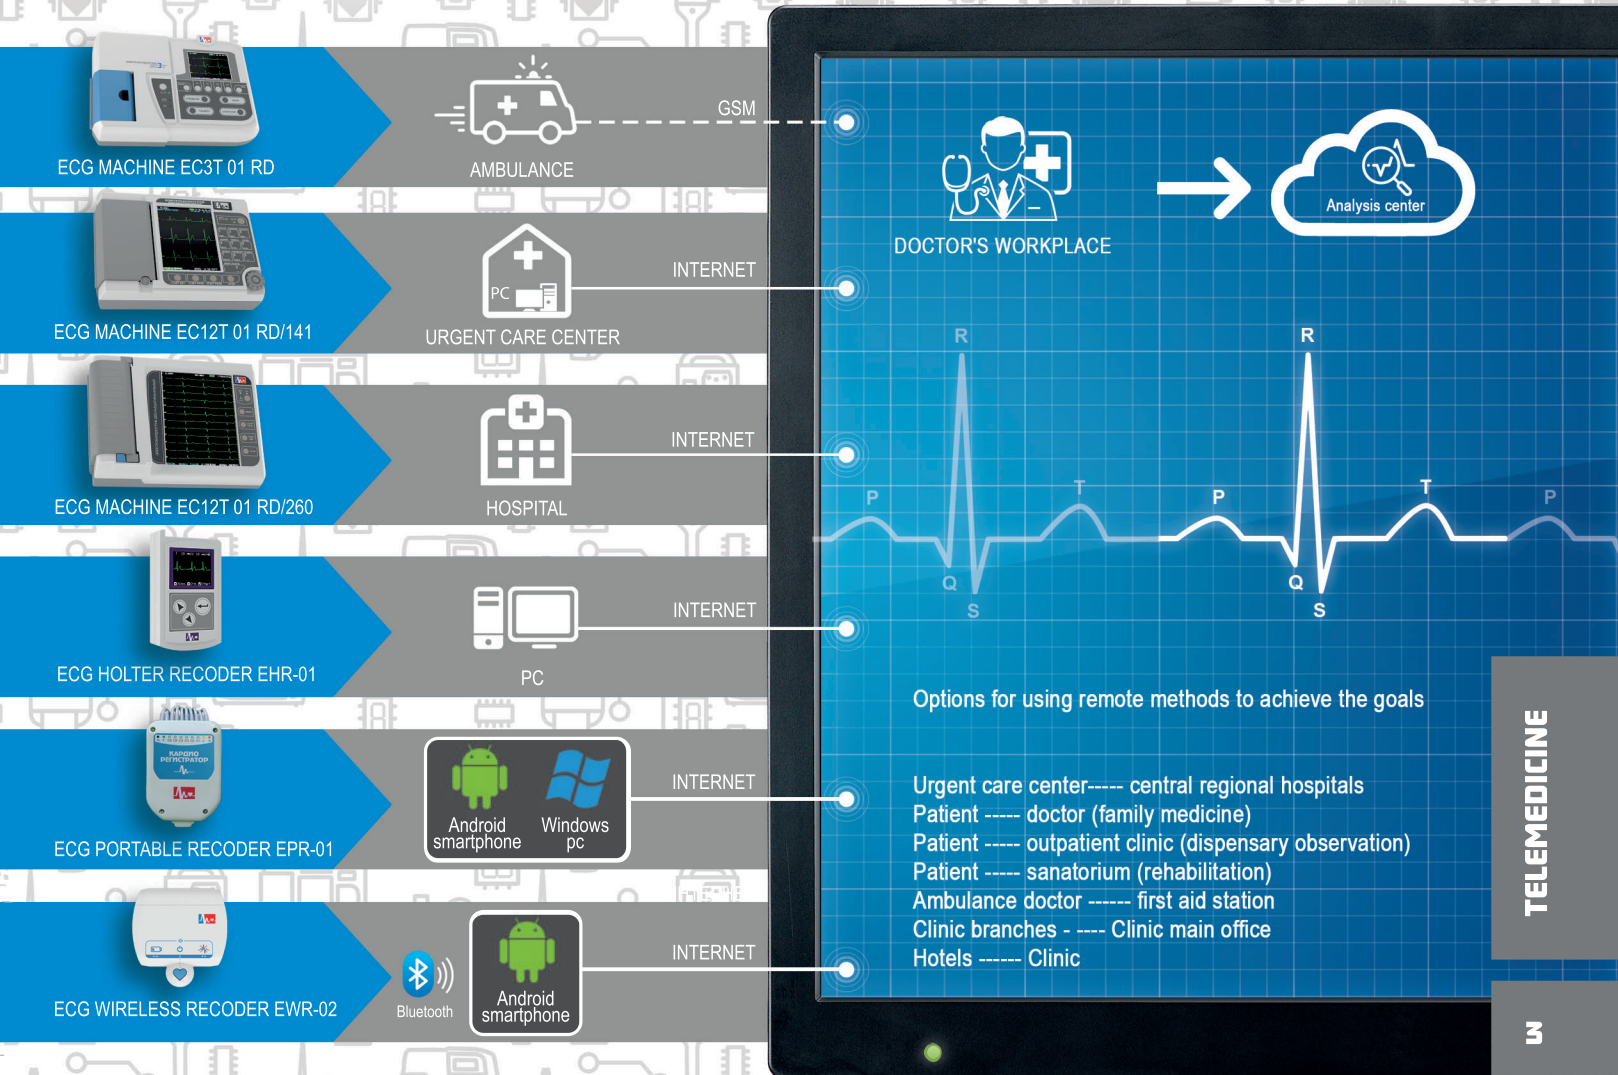 ECG MACHINE EC3T 01 RD
AMBULANCE
GSM
ECG MACHINE EC12T 01 RD/141
PC
URGENT CARE CENTER
INTERNET
ECG MACHINE EC12T 01 RD/260
HOSPITAL
INTERNET
ECG HOLTER RECODER EHR-01
PC
INTERNET
КАРДИО
РЕГИСТРАТОР
ECG PORTABLE RECODER EPR-01
Android
smartphone
Windows
pc
INTERNET
ECG WIRELESS RECODER EWR-02
Bluetooth
Android
smartphone
INTERNET
DOCTOR'S WORKPLACE
Analysis center
R
R
P
T
P
T
P
Q
S
Q
S
Options for using remote methods to achieve the goals
Urgent care center----- central regional hospitals
Patient ----- doctor (family medicine)
Patient ----- outpatient clinic (dispensary observation)
Patient ----- sanatorium (rehabilitation)
Ambulance doctor ------ first aid station
Clinic branches - ---- Clinic main office
Hotels ------ Clinic
TELEMEDICINE
3